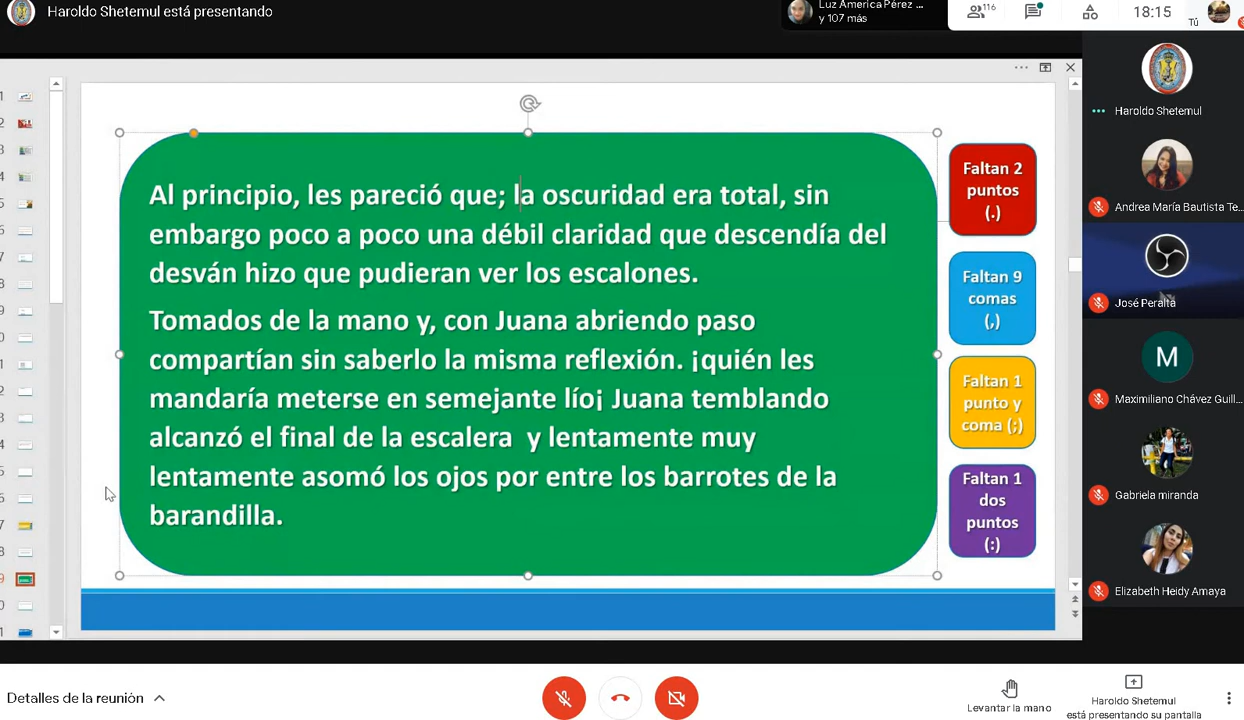 Haroldo Shetemul está presentando
Luz America Pérez ...
y 107 más
116
18:15
Tú
Al principio, les pareció que; la oscuridad era total, sin
embargo poco a poco una débil claridad que descendía del
desván hizo que pudieran ver los escalones.
Tomados de la mano y, con Juana abriendo paso
compartían sin saberlo la misma reflexión. ¡quién les
mandaría meterse en semejante lío¡ Juana temblando
alcanzó el final de la escalera y lentamente muy
lentamente asomó los ojos por entre los barrotes de la
barandilla.
Faltan 2
puntos
(.)
Faltan 9
comas
(,)
Faltan 1
punto y
coma (;)
Faltan 1
dos
puntos
(:)
Haroldo Shetemul
Andrea María Bautista Te...
José Peralta
M
Maximiliano Chávez Guill...
Gabriela miranda
Elizabeth Heidy Amaya
Detalles de la reunión
Levantar la mano
Haroldo Shetemul
está presentando su pantalla